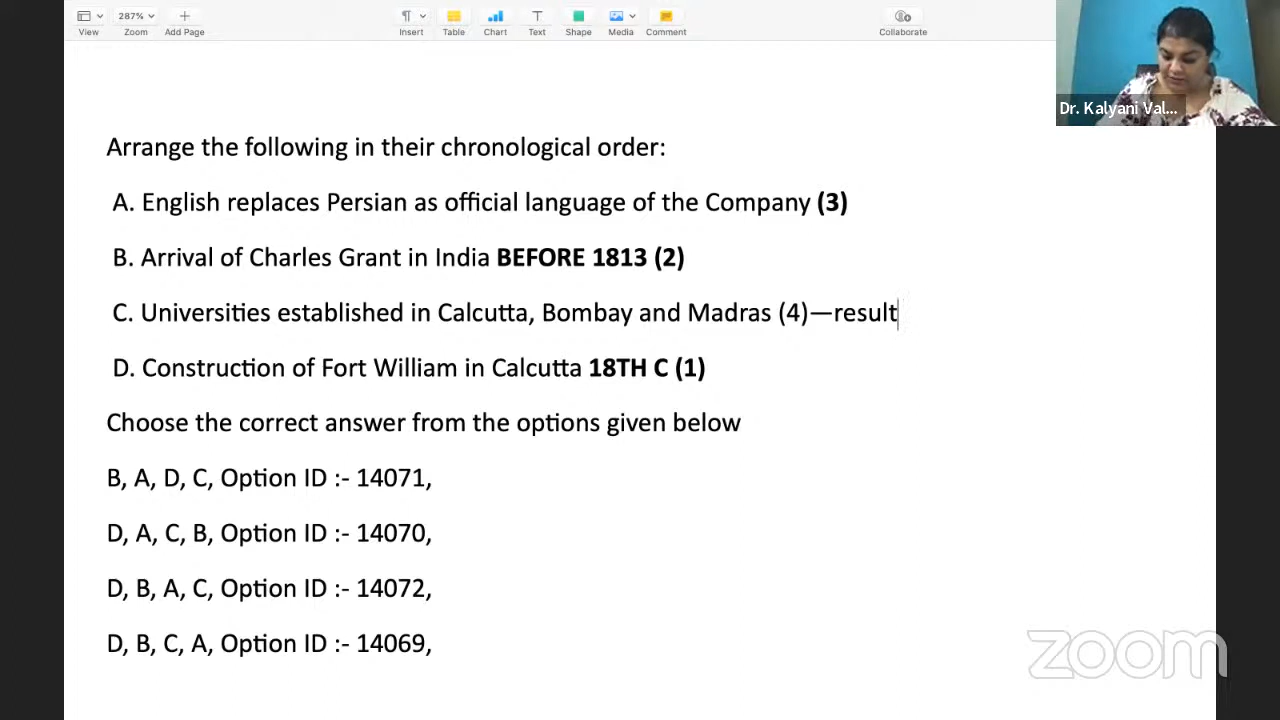 View
287%
Zoom
Add Page
Insert
Table
Chart
Text
Shape
Media
Comment
Collaborate
Dr. Kalyani Val...
Arrange the following in their chronological order:
A. English replaces Persian as official language of the Company (3)
B. Arrival of Charles Grant in India BEFORE 1813 (2)
C. Universities established in Calcutta, Bombay and Madras (4)—result
D. Construction of Fort William in Calcutta 18TH C (1)
Choose the correct answer from the options given below
B, A, D, C, Option ID :- 14071,
D, A, C, B, Option ID :- 14070,
D, B, A, C, Option ID :- 14072,
D, B, C, A, Option ID :- 14069,
zoom